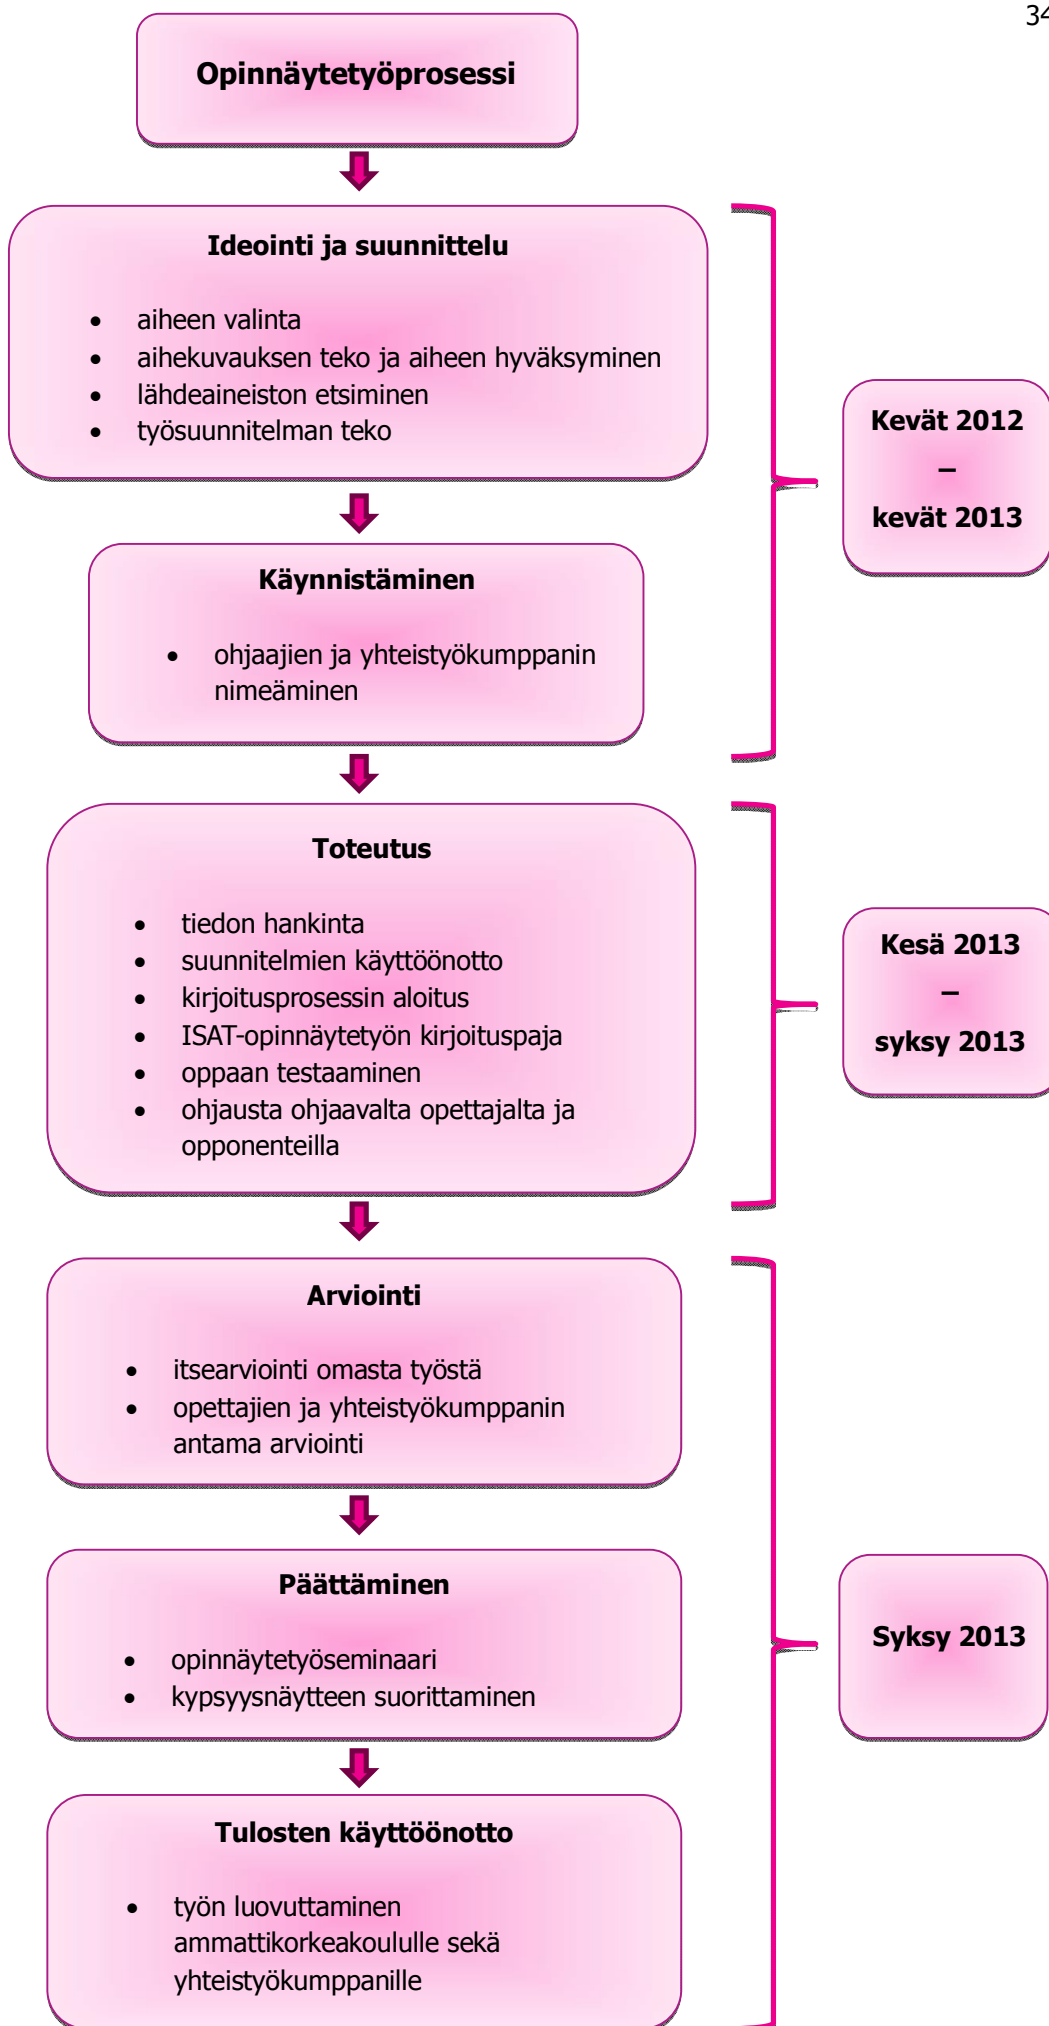 34
Opinnäytetyöprosessi
Ideointi ja suunnittelu
• aiheen valinta
• aihekuvauksen teko ja aiheen hyväksyminen
• lähdeaineiston etsiminen
• työsuunnitelman teko
Kevät 2012
–
kevät 2013
Käynnistäminen
• ohjaajien ja yhteistyökumppanin
nimeäminen
Toteutus
• tiedon hankinta
• suunnitelmien käyttöönotto
• kirjoitusprosessin aloitus
• ISAT-opinnäytetyön kirjoituspaja
• oppaan testaaminen
• ohjausta ohjaavalta opettajalta ja
opponenteilla
Kesä 2013
–
syksy 2013
Arviointi
• itsearviointi omasta työstä
• opettajien ja yhteistyökumppanin
antama arviointi
Päättäminen
• opinnäytetyöseminaari
• kypsyysnäytteen suorittaminen
Syksy 2013
Tulosten käyttöönotto
• työn luovuttaminen
ammattikorkeakoululle sekä
yhteistyökumppanille